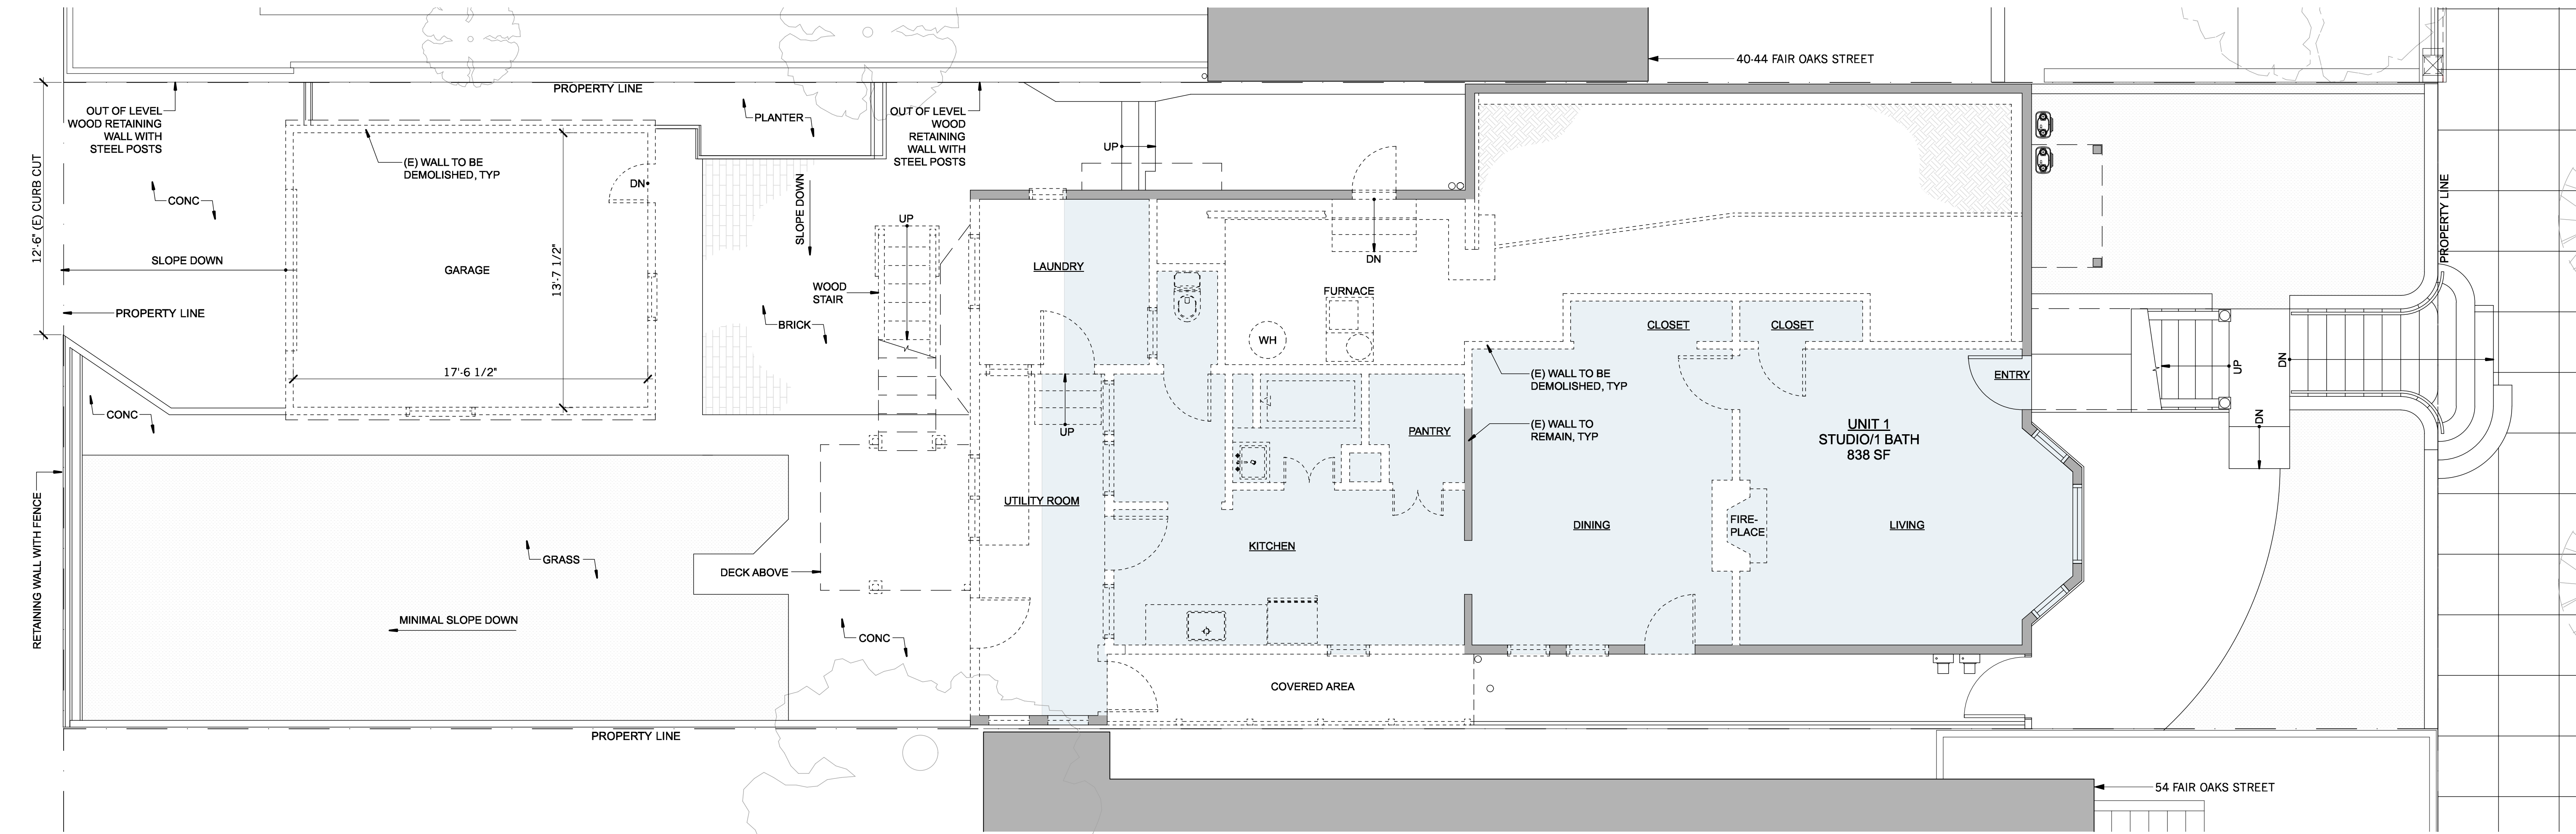 40-44 FAIR OAKS STREET
PROPERTY LINE
OUT OF LEVEL
WOOD RETAINING
WALL WITH
STEEL POSTS
PLANTER
OUT OF LEVEL
WOOD
RETAINING
WALL WITH
STEEL POSTS
12'-6" (E) CURB CUT
(E) WALL TO BE
DEMOLISHED, TYP
UP
DN
CONC
SLOPE DOWN
PROPERTY LINE
UP
SLOPE DOWN
GARAGE
13'-7 1/2"
LAUNDRY
DN
WOOD
STAIR
FURNACE
PROPERTY LINE
BRICK
CLOSET
CLOSET
WH
17'-6 1/2"
(E) WALL TO BE
DEMOLISHED, TYP
ENTRY
UP
DN
CONC
UP
PANTRY
(E) WALL TO
REMAIN, TYP
UNIT 1
STUDIO/1 BATH
838 SF
DN
RETAINING WALL WITH FENCE
UTILITY ROOM
DINING
FIRE-
PLACE
LIVING
KITCHEN
GRASS
DECK ABOVE
MINIMAL SLOPE DOWN
CONC
COVERED AREA
PROPERTY LINE
54 FAIR OAKS STREET